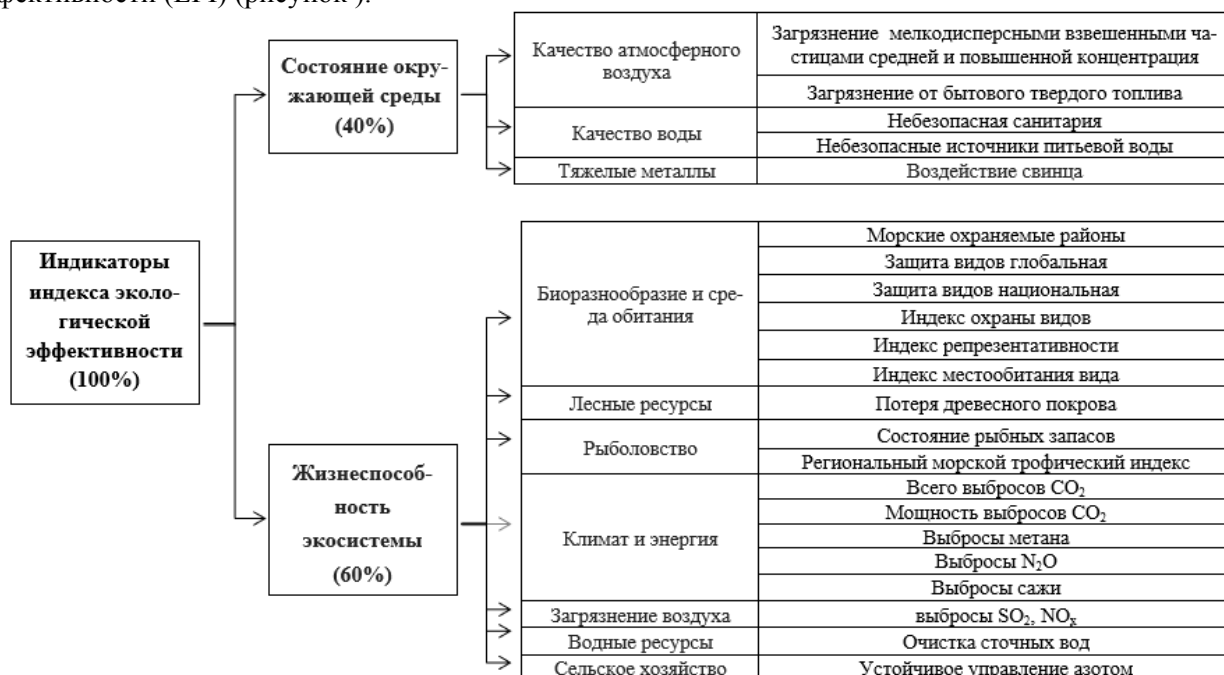 фективности (EPI) (рисунок ).
Индикаторы
индекса эколо-
гической
эффективности
(100%)
Состояние окру-
жающей среды
(40%)
Качество атмосферного
воздуха
Загрязнение мелкодисперсными взвешенными ча-
стицами средней и повышенной концентрация
Загрязнение от бытового твердого топлива
Качество воды
Небезопасная санитария
Небезопасные источники питьевой воды
Тяжелые металлы
Воздействие свинца
Жизнеспособ-
ность
экосистемы
(60%)
Биоразнообразие и сре-
да обитания
Морские охраняемые районы
Защита видов глобальная
Защита видов национальная
Индекс охраны видов
Индекс репрезентативности
Индекс местообитания вида
Лесные ресурсы
Потеря древесного покрова
Рыболовство
Состояние рыбных запасов
Региональный морской трофический индекс
Климат и энергия
Всего выбросов CO₂
Мощность выбросов CO₂
Выбросы метана
Выбросы N₂O
Выбросы сажи
Загрязнение воздуха
выбросы SO₂, NOₓ
Водные ресурсы
Очистка сточных вод
Сельское хозяйство
Устойчивое управление азотом